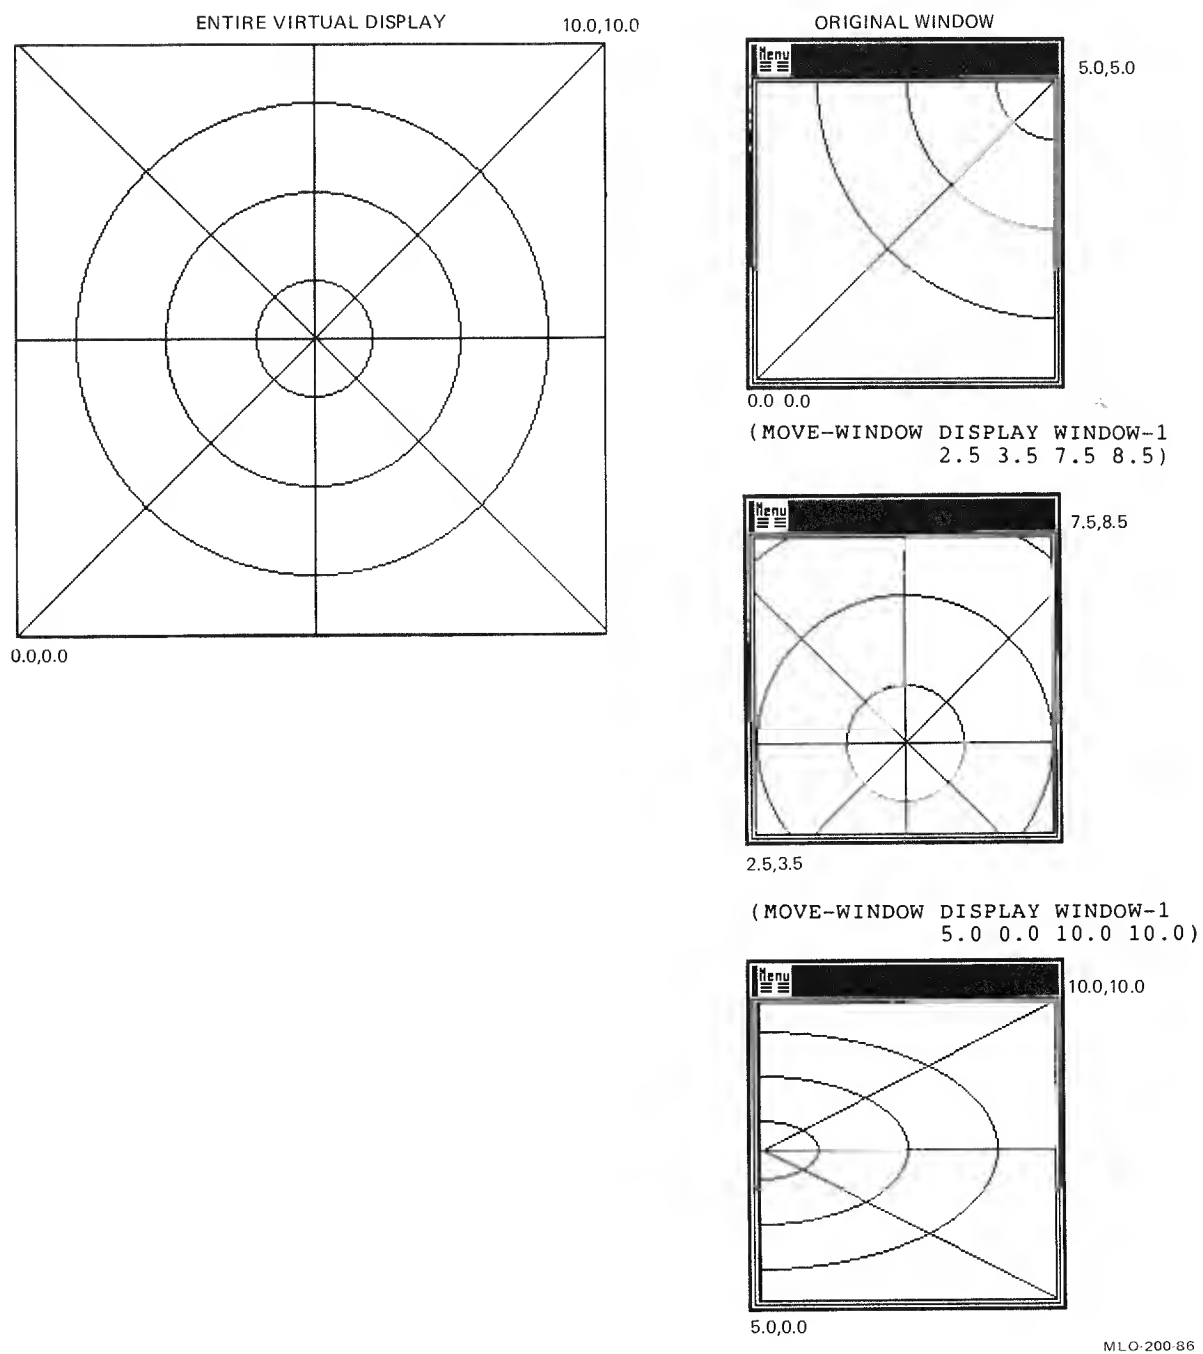 ENTIRE VIRTUAL DISPLAY
10.0,10.0
0.0,0.0
ORIGINAL WINDOW
Menu
5.0,5.0
0.0 0.0
(MOVE-WINDOW DISPLAY WINDOW-1
2.5 3.5 7.5 8.5)
Menu
7.5,8.5
2.5,3.5
(MOVE-WINDOW DISPLAY WINDOW-1
5.0 0.0 10.0 10.0)
Menu
10.0,10.0
5.0,0.0
MLO-200-86